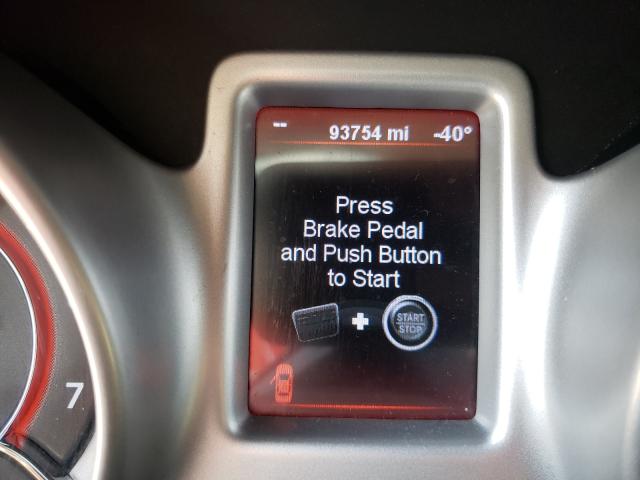 -- 93754 mi -40°
Press
Brake Pedal
and Push Button
to Start
START
STOP
7